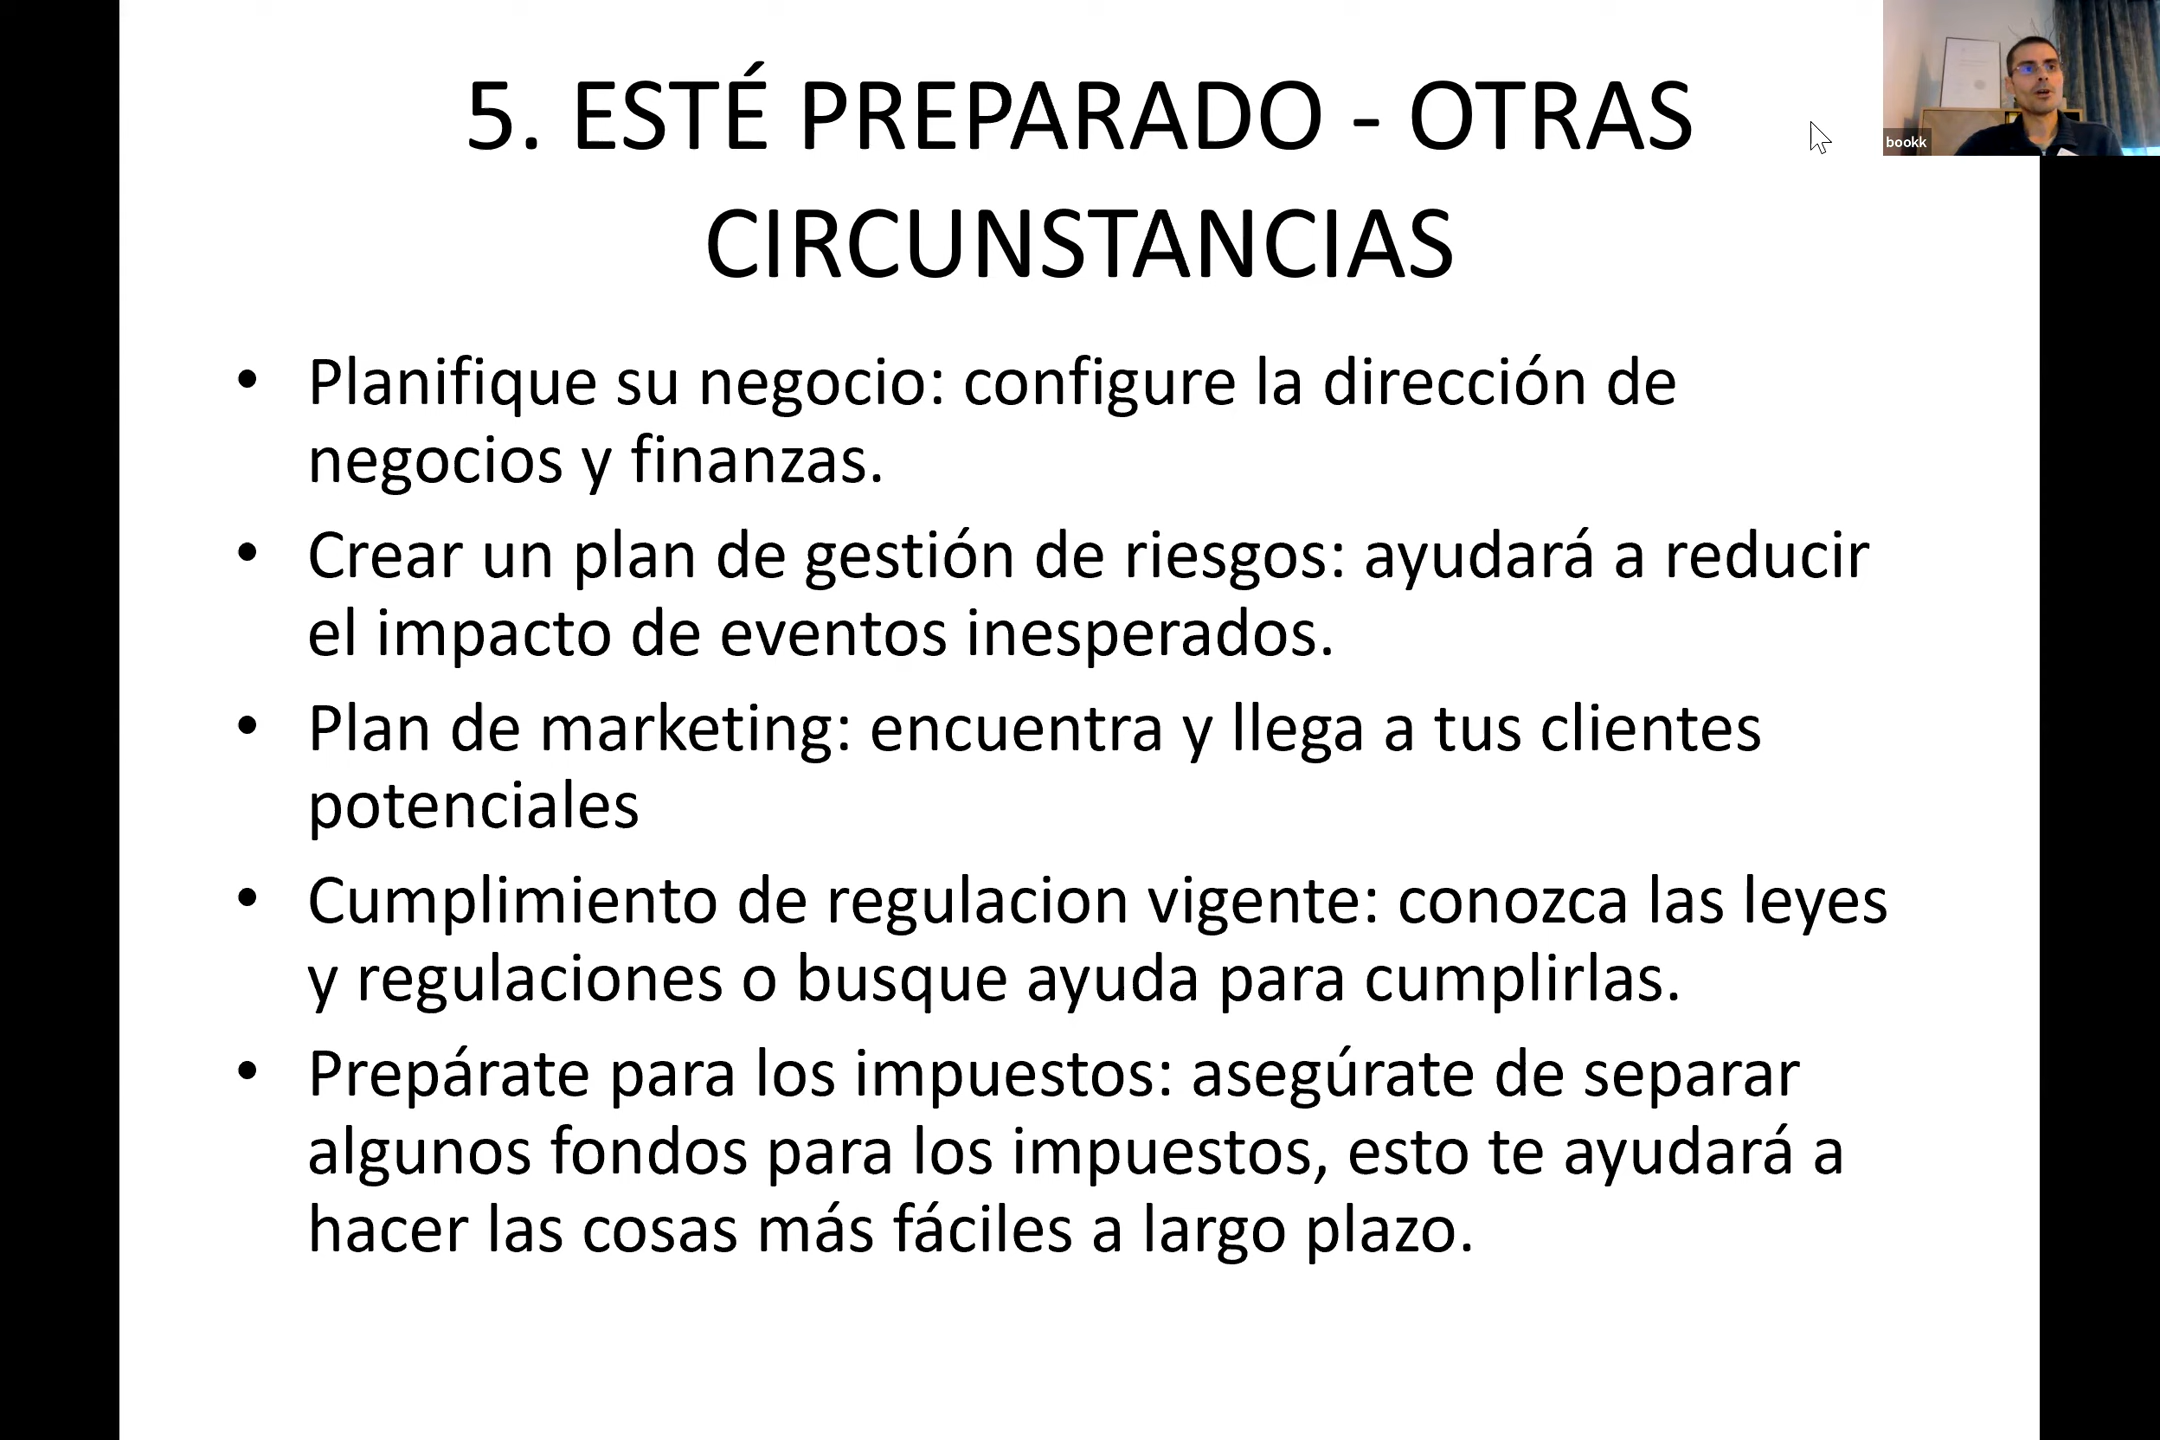 5. ESTÉ PREPARADO - OTRAS
CIRCUNSTANCIAS
bookk
• Planifique su negocio: configure la dirección de
negocios y finanzas.
• Crear un plan de gestión de riesgos: ayudará a reducir
el impacto de eventos inesperados.
• Plan de marketing: encuentra y llega a tus clientes
potenciales
• Cumplimiento de regulacion vigente: conozca las leyes
y regulaciones o busque ayuda para cumplirlas.
• Prepárate para los impuestos: asegúrate de separar
algunos fondos para los impuestos, esto te ayudará a
hacer las cosas más fáciles a largo plazo.